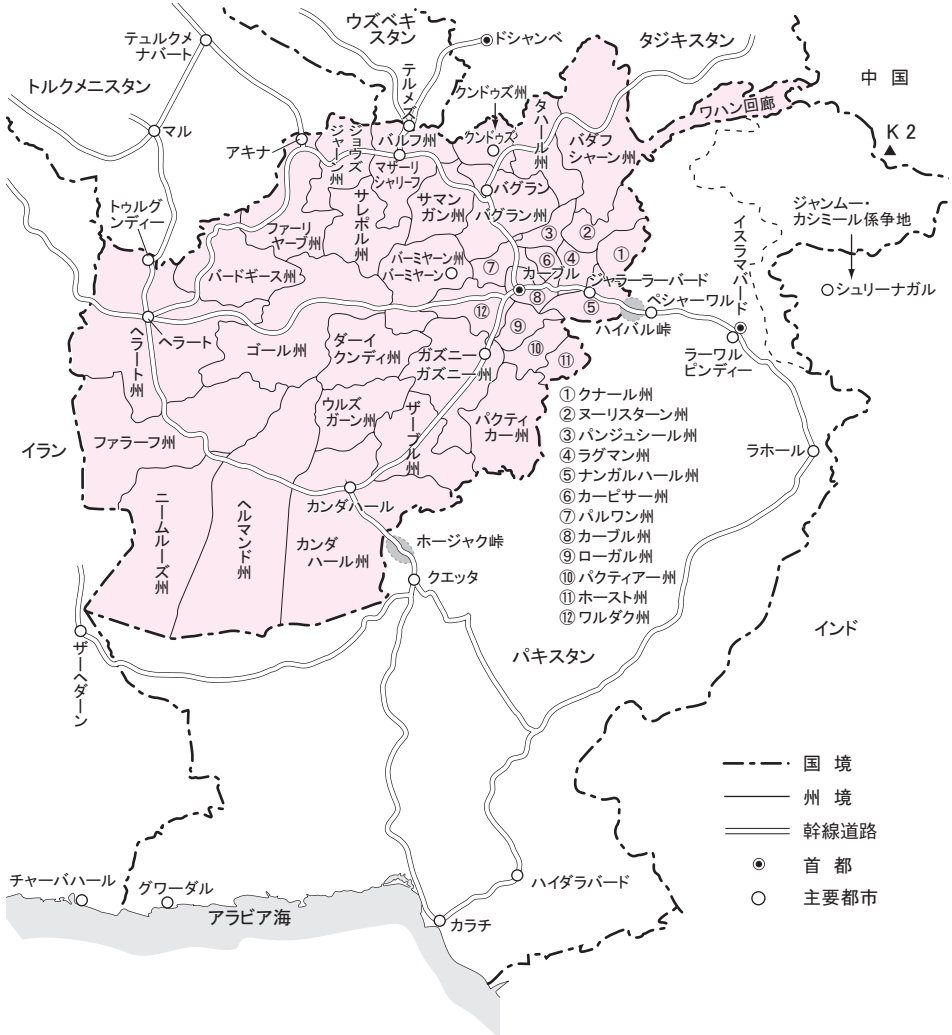 ウズベキ
スタン
テュルクメ
ナバート
ドシャンベ
タジキスタン
トルクメニスタン
テルメズ
クンドゥズ州
中国
ワハン回廊
K2
マル
アキナ
ジョウズ
ジャーン州
バルフ州
クンドゥズ
タハール州
バダフ
シャーン州
マザーリ
シャリーフ
バグラン
トゥルグ
ンディー
サレポル州
サマン
ガン州
バグラン州
ジャンムー・
カシミール係争地
ファーリ
ヤーブ州
③
②
イスラマバード
バードギース州
バーミヤーン州
バーミヤーン
⑦
⑥
④
①
カーブル
ジャラーラーバード
シュリーナガル
⑫
⑧
⑤
ペシャーワル
ハイバル峠
ヘラート
ヘラート州
ゴール州
ダーイ
クンディ州
ガズニー
ガズニー州
⑨
⑩
⑪
ラーワル
ピンディー
ウルズ
ガーン州
ザーブル州
パクティ
カー州
①クナール州
②ヌーリスターン州
③パンジュシール州
④ラグマン州
⑤ナンガルハール州
⑥カーピサー州
⑦パルワン州
⑧カーブル州
⑨ローガル州
⑩パクティアー州
⑪ホースト州
⑫ワルダク州
イラン
ファラーフ州
ラホール
ニームルーズ州
ヘルマンド州
カンダハール
カンダ
ハール州
ホージャク峠
クエッタ
ザーヘダーン
パキスタン
インド
国境
州境
幹線道路
首都
主要都市
チャーバハール
グワーダル
アラビア海
ハイダラバード
カラチ